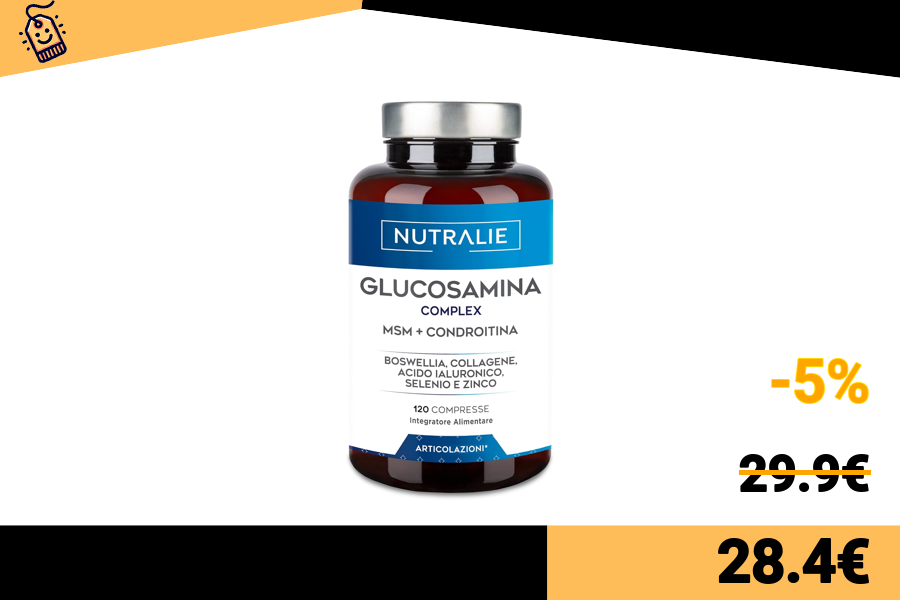 NUTRALIE
GLUCOSAMINA
COMPLEX
MSM + CONDROITINA
BOSWELLIA, COLLAGENE,
ACIDO IALURONICO,
SELENIO E ZINCO
120 COMPRESSE
Integratore Alimentare
ARTICOLAZIONI*
-5%
29.9€
28.4€